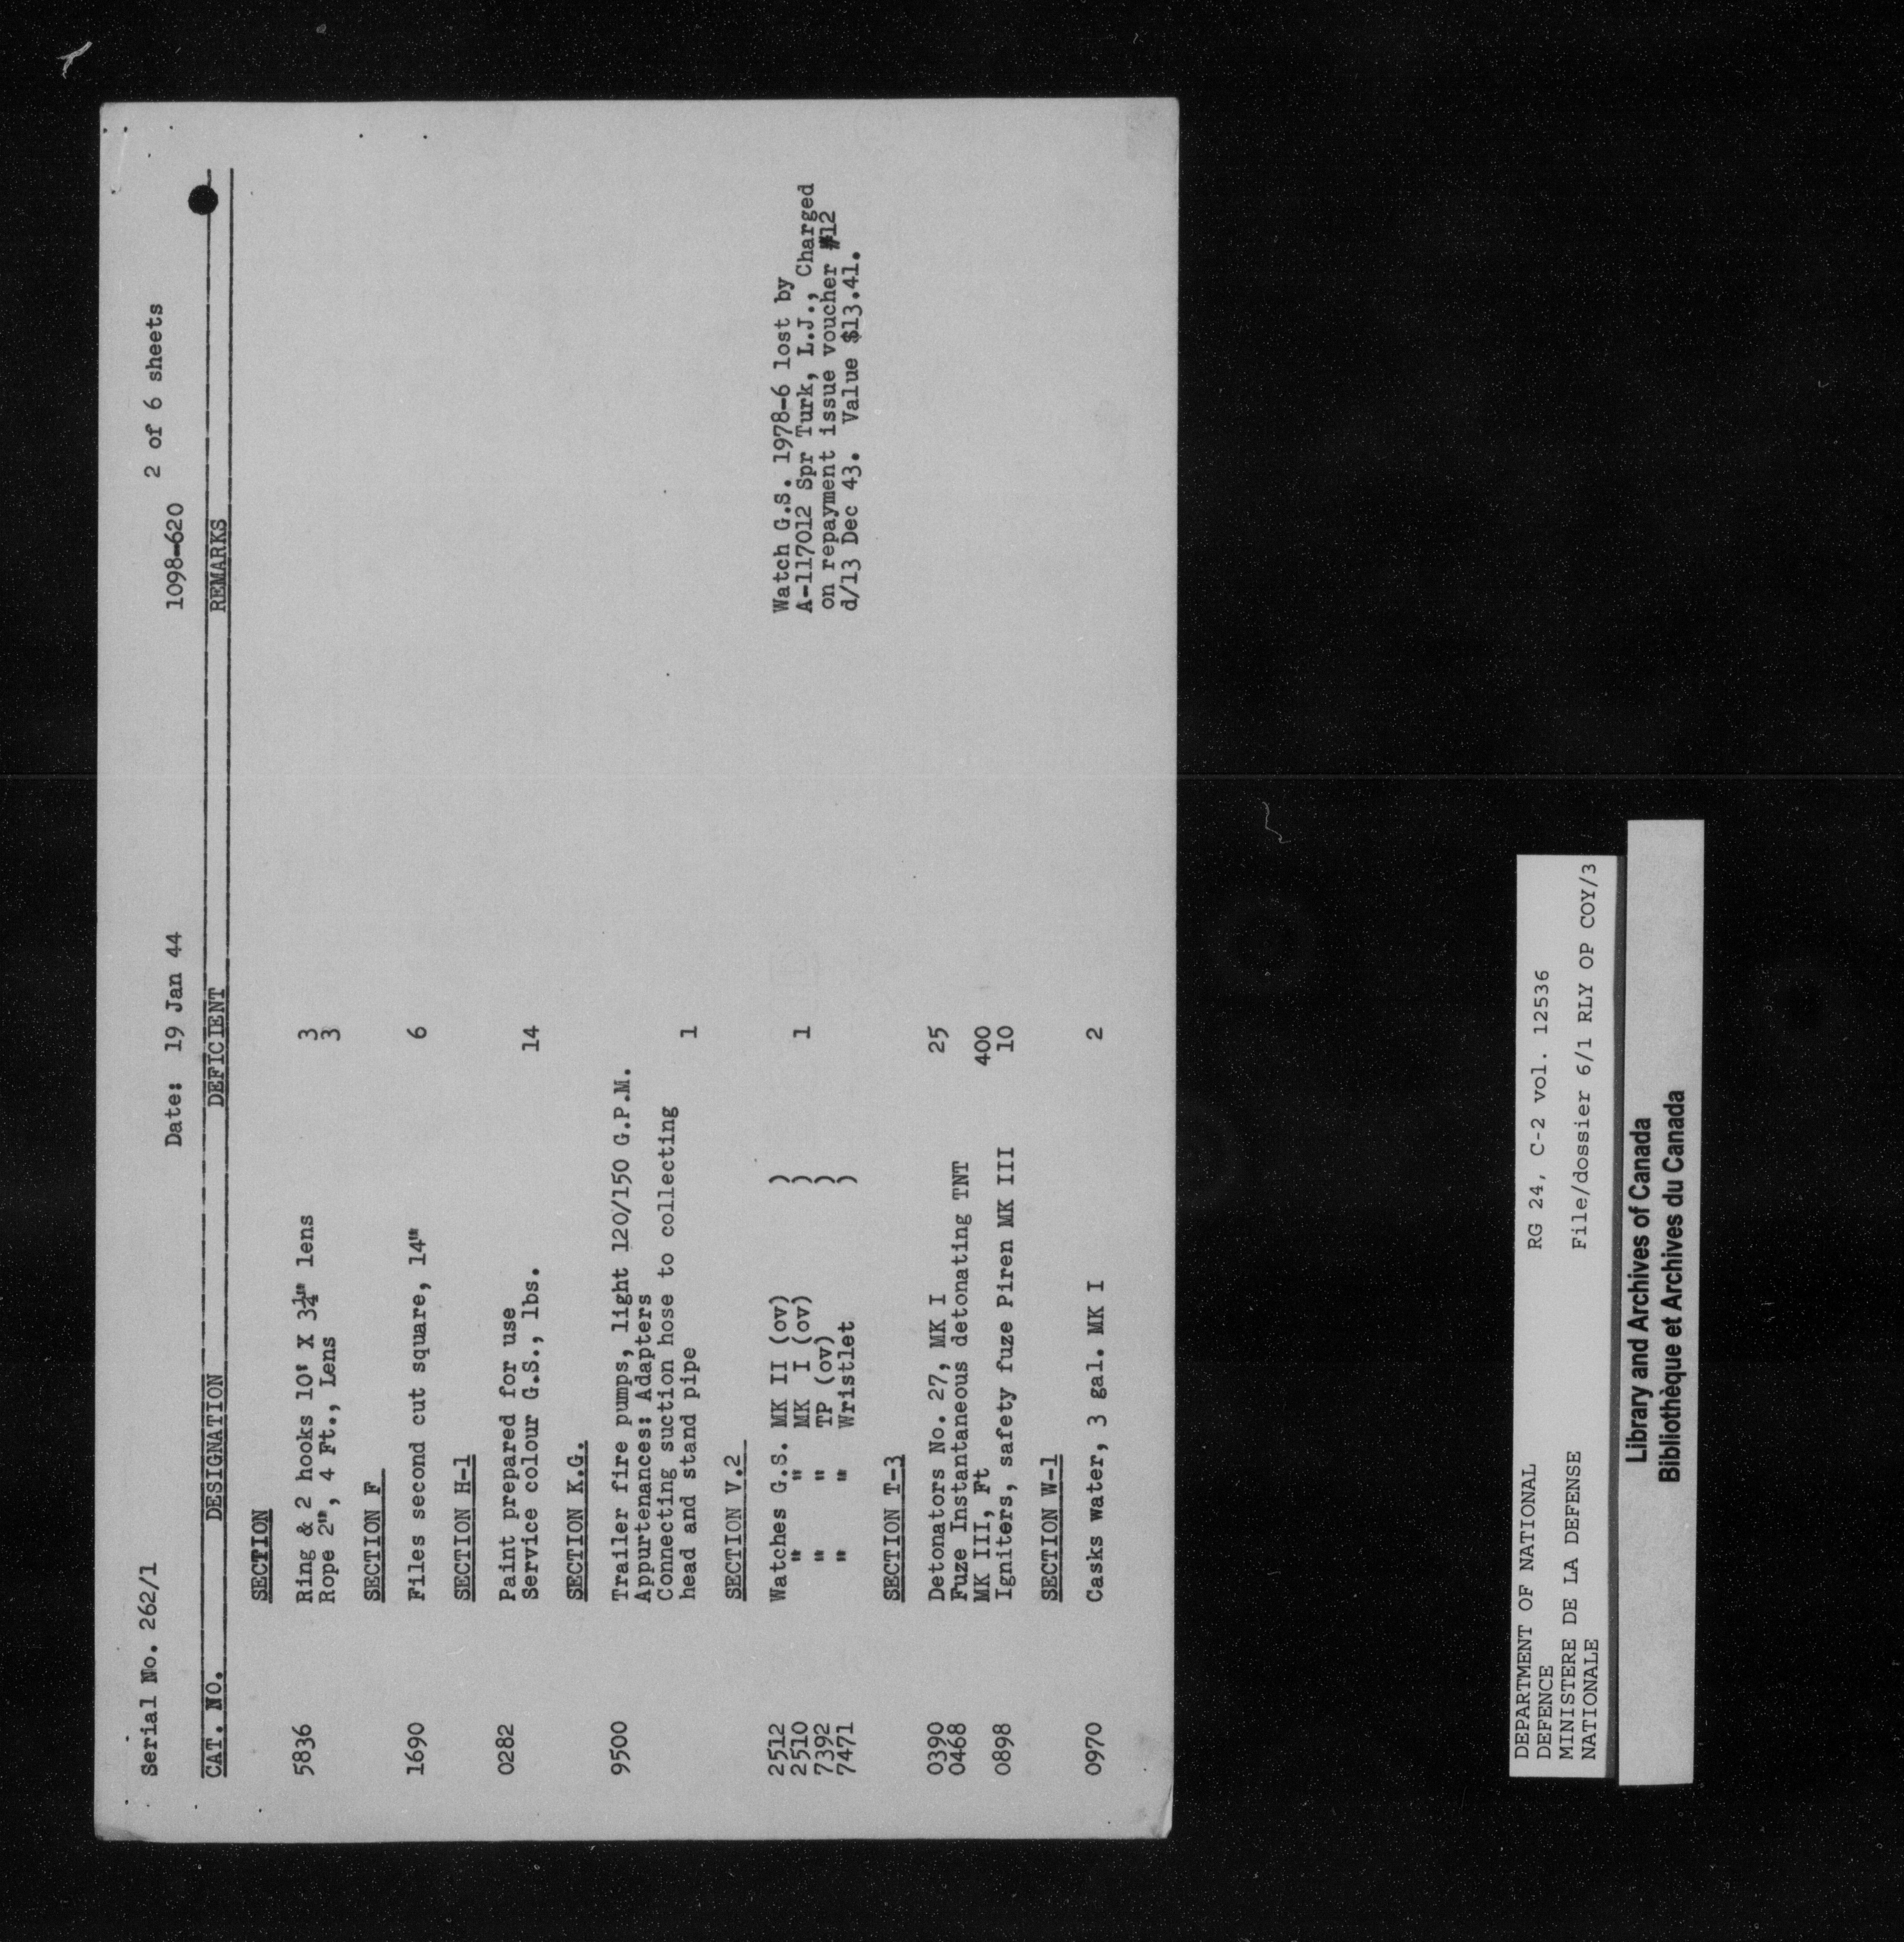 Serial No. 262/1
2 of 6 sheets
Date: 19 Jan 44 1098-620
CAT. NO. DESIGNATION DEFICIENT REMARKS
SECTION
5836 Ring & 2 hooks 10' X 3¼" lens 3
Rope 2", 4 Ft., Lens 3
SECTION F
1690 Files second cut square, 14" 6
SECTION H-1
0282 Paint prepared for use
Service colour G.S., lbs. 14
SECTION K.G.
9500 Trailer fire pumps, light 120/150 G.P.M.
Appurtenances: Adapters
Connecting suction hose to collecting
head and stand pipe 1
SECTION V.2
2512 Watches G.S. MK II (ov) ) Watch G.S. 1978-6 lost by
2510 " " MK I (ov) ) 1 A-117012 Spr Turk, L.J., Charged
7392 " " TP (ov) ) on repayment issue voucher #12
7471 " " Wristlet ) d/13 Dec 43. Value $13.41.
SECTION T-3
0390 Detonators No. 27, MK I 25
0468 Fuze Instantaneous detonating TNT
MK III, Ft 400
0898 Igniters, safety fuze Piren MK III 10
SECTION W-1
0970 Casks water, 3 gal. MK I 2
DEPARTMENT OF NATIONAL RG 24, C-2 vol. 12536
DEFENCE
MINISTERE DE LA DEFENSE File/dossier 6/1 RLY OP COY/3
NATIONALE
Library and Archives of Canada
Bibliothèque et Archives du Canada